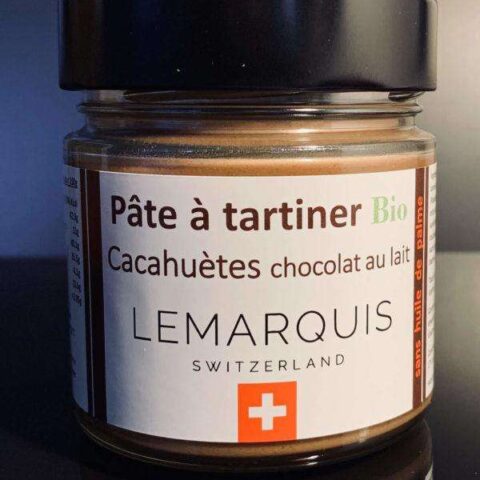 Pâte à tartiner Bio
Cacahuètes chocolat au lait
LEMARQUIS
SWITZERLAND
sans huile de palme